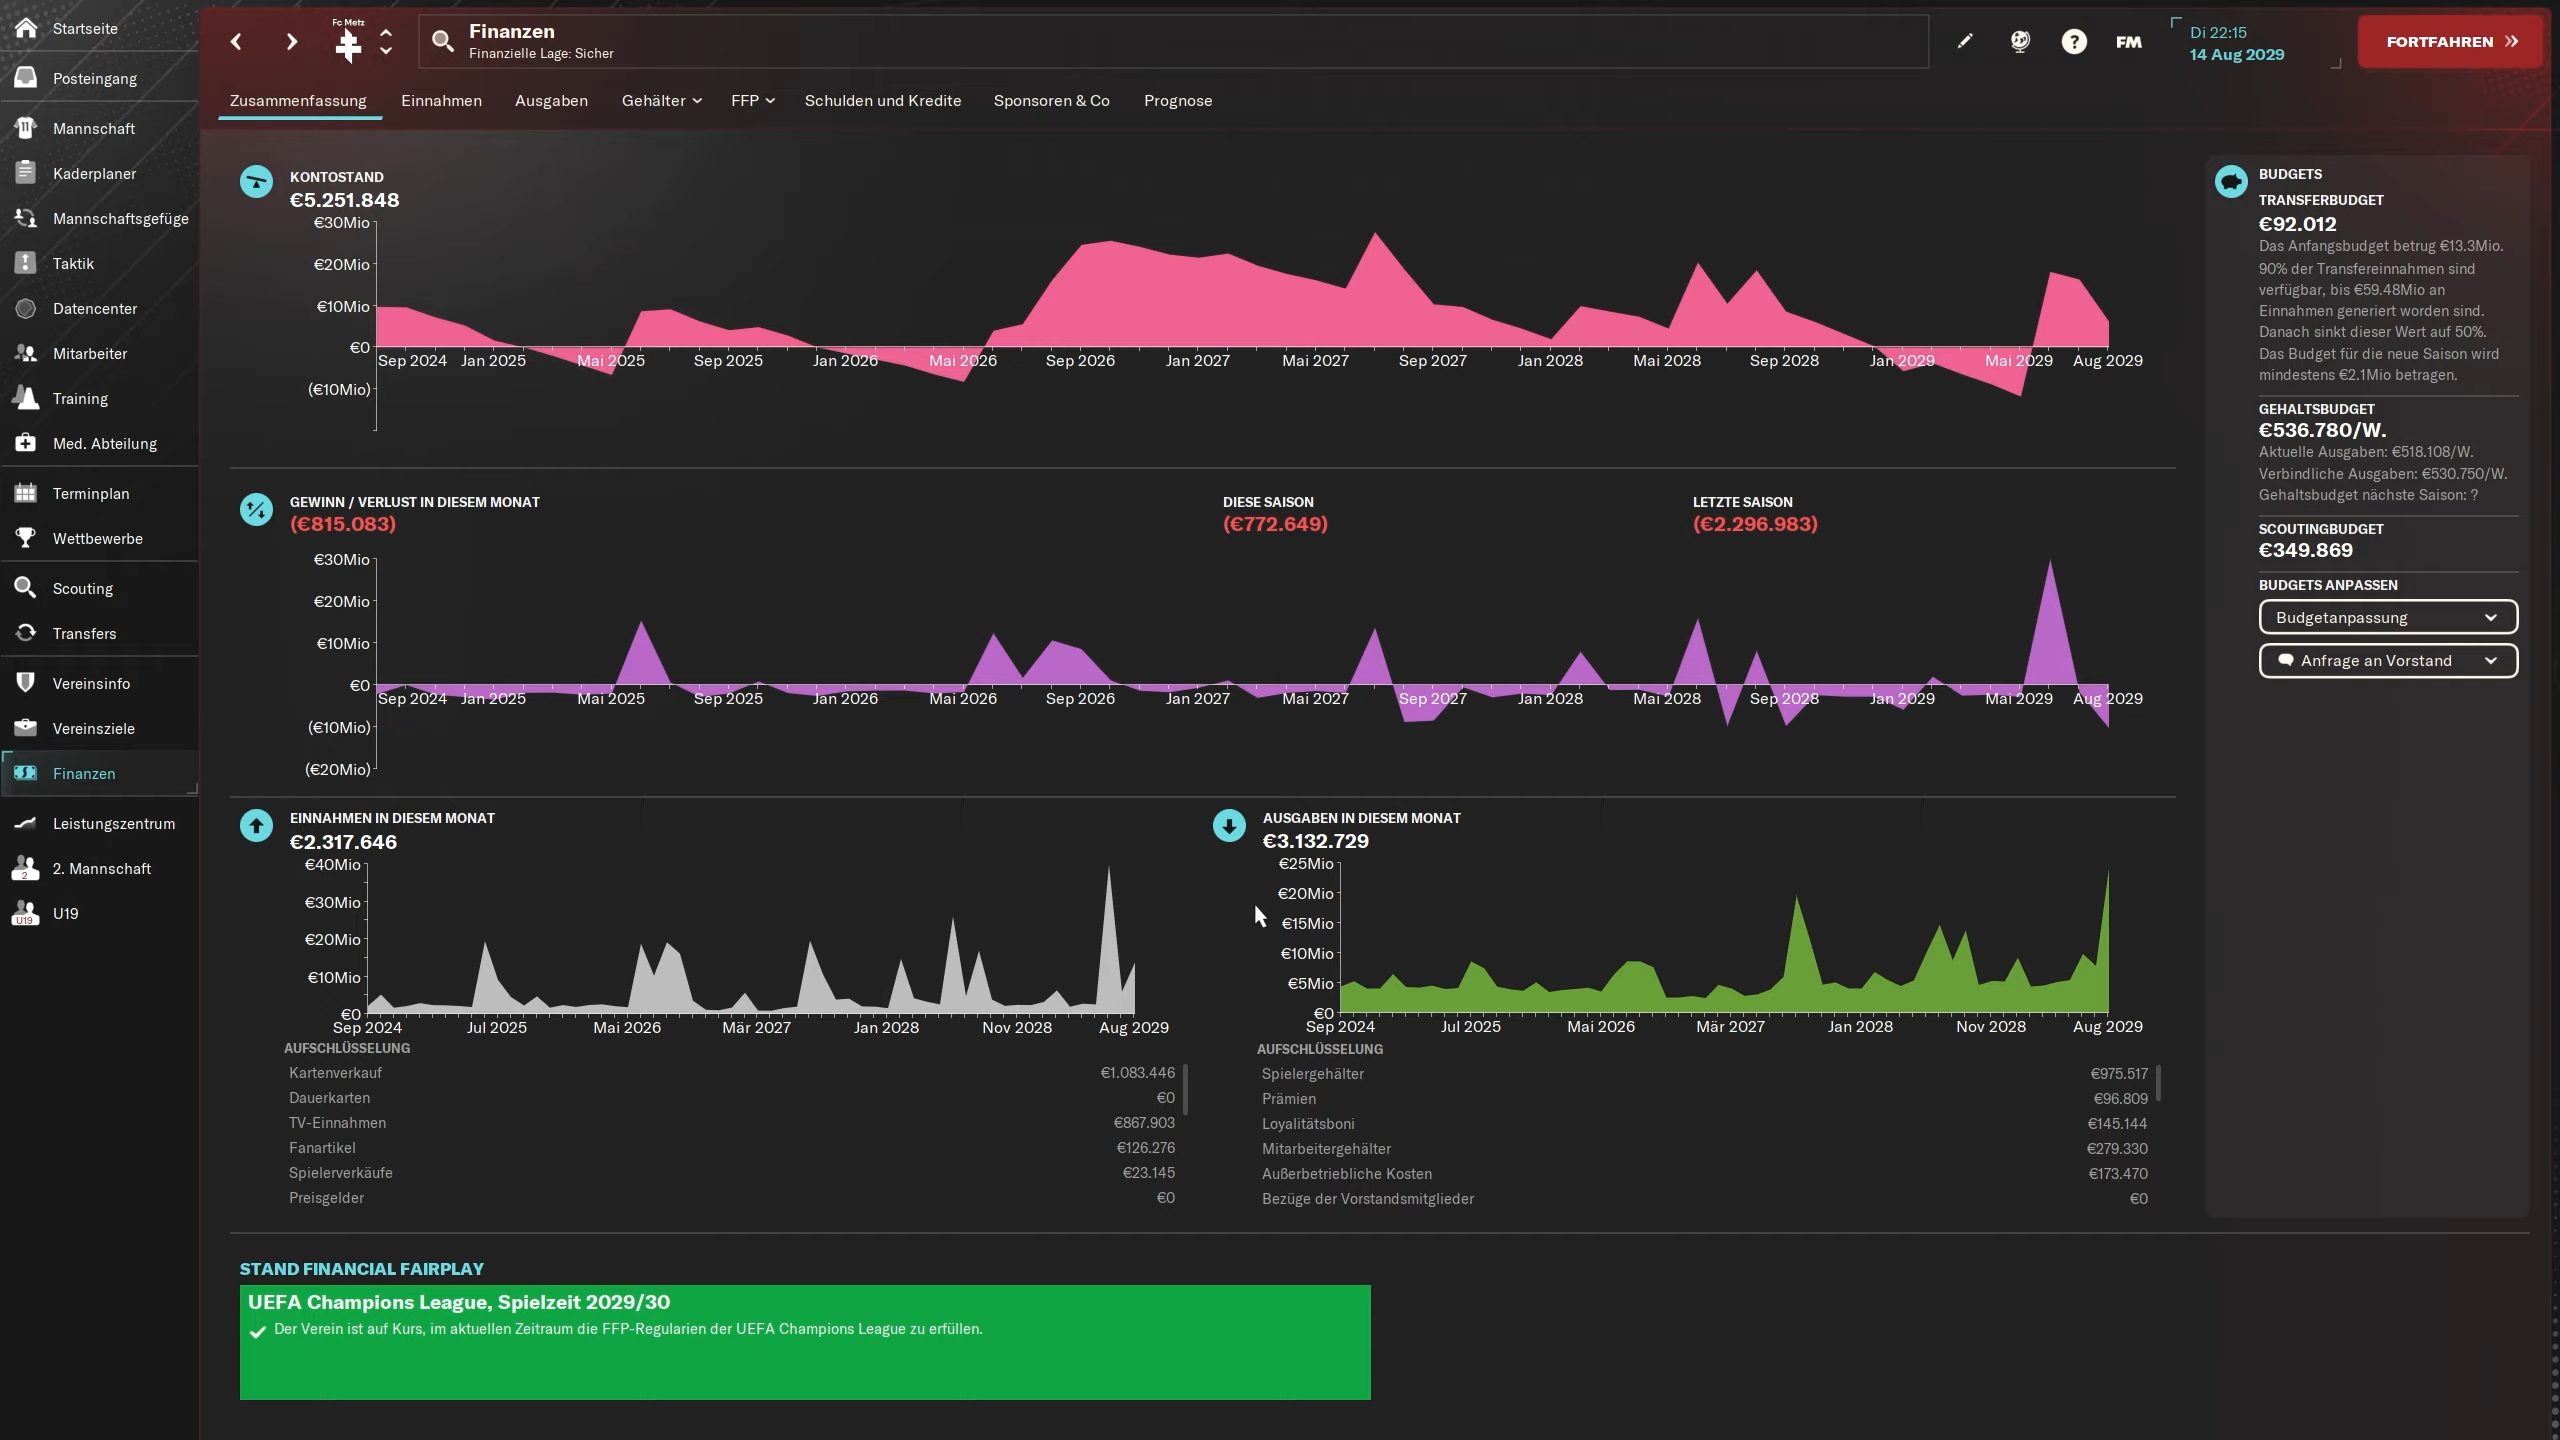 Startseite
Posteingang
Mannschaft
Kaderplaner
Mannschaftsgefüge
Taktik
Datencenter
Mitarbeiter
Training
Med. Abteilung
Terminplan
Wettbewerbe
Scouting
Transfers
Vereinsinfo
Vereinsziele
Finanzen
Leistungszentrum
2
2. Mannschaft
U19
U19
Fc Metz
Finanzen
Finanzielle Lage: Sicher
?
FM
Di 22:15
14 Aug 2029
FORTFAHREN
Zusammenfassung Einnahmen Ausgaben Gehälter FFP Schulden und Kredite Sponsoren & Co Prognose
KONTOSTAND
€5.251.848
€30Mio
€20Mio
€10Mio
€0
(€10Mio)
Sep 2024 Jan 2025 Mai 2025 Sep 2025 Jan 2026 Mai 2026 Sep 2026 Jan 2027 Mai 2027 Sep 2027 Jan 2028 Mai 2028 Sep 2028 Jan 2029 Mai 2029 Aug 2029
GEWINN / VERLUST IN DIESEM MONAT
(€815.083)
DIESE SAISON
(€772.649)
LETZTE SAISON
(€2.296.983)
€30Mio
€20Mio
€10Mio
€0
(€10Mio)
(€20Mio)
Sep 2024 Jan 2025 Mai 2025 Sep 2025 Jan 2026 Mai 2026 Sep 2026 Jan 2027 Mai 2027 Sep 2027 Jan 2028 Mai 2028 Sep 2028 Jan 2029 Mai 2029 Aug 2029
EINNAHMEN IN DIESEM MONAT
€2.317.646
€40Mio
€30Mio
€20Mio
€10Mio
€0
Sep 2024 Jul 2025 Mai 2026 Mär 2027 Jan 2028 Nov 2028 Aug 2029
AUFSCHLÜSSELUNG
Kartenverkauf €1.083.446
Dauerkarten €0
TV-Einnahmen €867.903
Fanartikel €126.276
Spielerverkäufe €23.145
Preisgelder €0
AUSGABEN IN DIESEM MONAT
€3.132.729
€25Mio
€20Mio
€15Mio
€10Mio
€5Mio
€0
Sep 2024 Jul 2025 Mai 2026 Mär 2027 Jan 2028 Nov 2028 Aug 2029
AUFSCHLÜSSELUNG
Spielergehälter €975.517
Prämien €96.809
Loyalitätsboni €145.144
Mitarbeitergehälter €279.330
Außerbetriebliche Kosten €173.470
Bezüge der Vorstandsmitglieder €0
BUDGETS
TRANSFERBUDGET
€92.012
Das Anfangsbudget betrug €13.3Mio.
90% der Transfereinnahmen sind
verfügbar, bis €59.48Mio an
Einnahmen generiert worden sind.
Danach sinkt dieser Wert auf 50%.
Das Budget für die neue Saison wird
mindestens €2.1Mio betragen.
GEHALTSBUDGET
€536.780/W.
Aktuelle Ausgaben: €518.108/W.
Verbindliche Ausgaben: €530.750/W.
Gehaltsbudget nächste Saison: ?
SCOUTINGBUDGET
€349.869
BUDGETS ANPASSEN
Budgetanpassung
Anfrage an Vorstand
STAND FINANCIAL FAIRPLAY
UEFA Champions League, Spielzeit 2029/30
Der Verein ist auf Kurs, im aktuellen Zeitraum die FFP-Regularien der UEFA Champions League zu erfüllen.